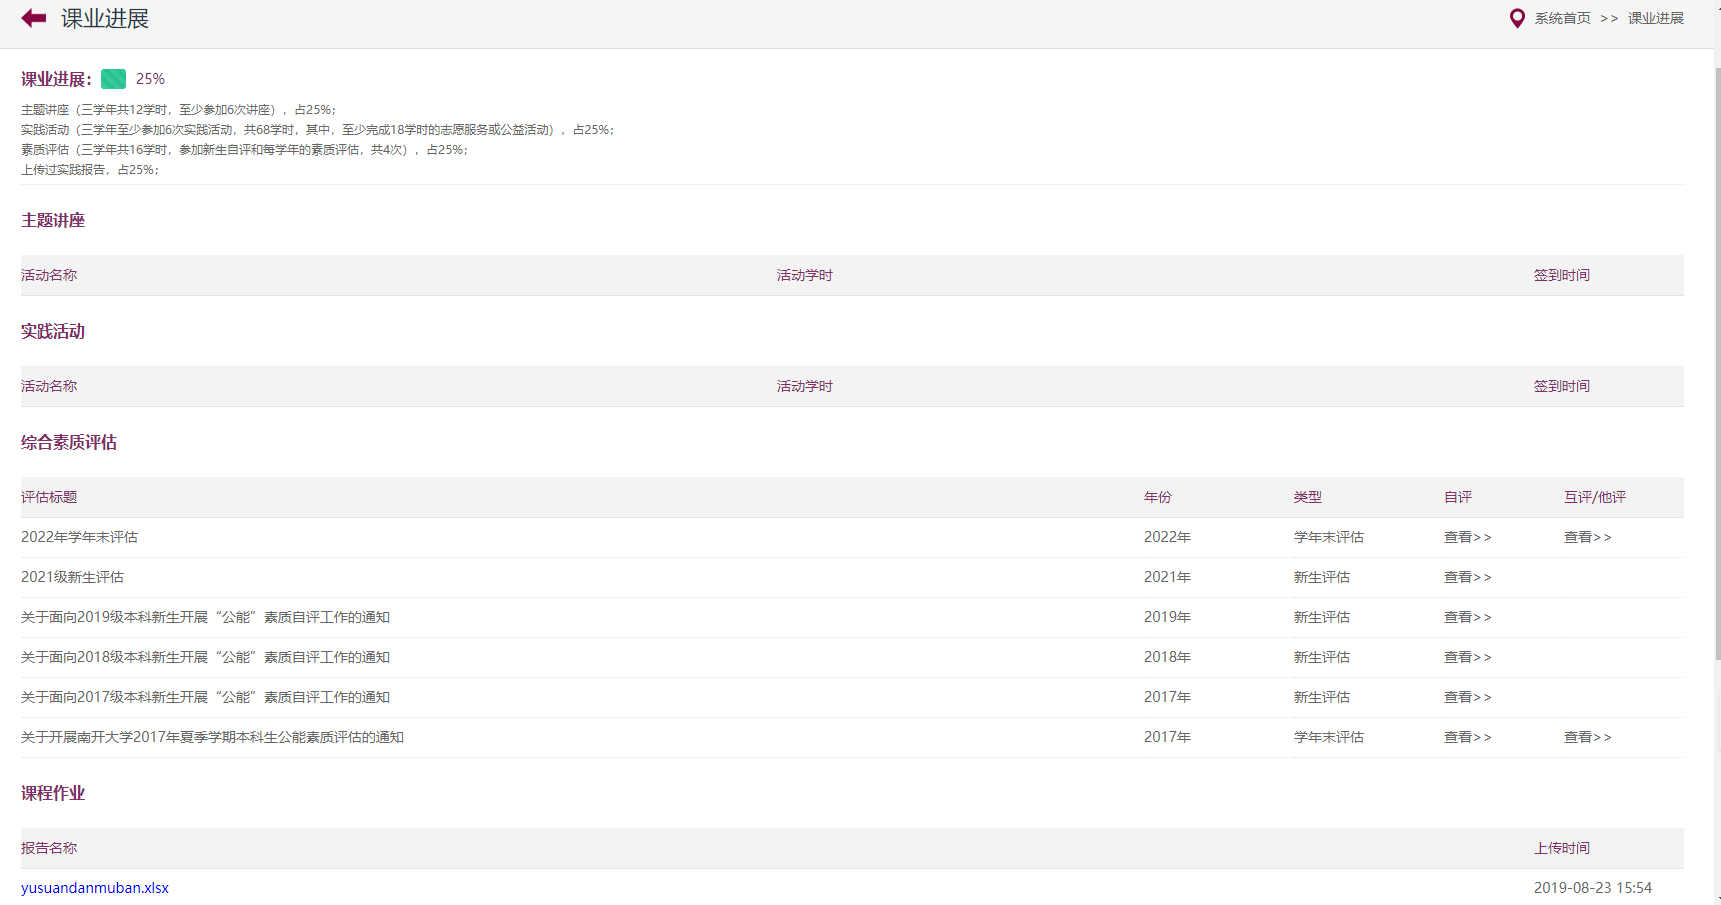 课业进展
系统首页 >> 课业进展
课业进展： 25%
主题讲座（三学年共12学时，至少参加6次讲座），占25%；
实践活动（三学年至少参加6次实践活动，共68学时，其中，至少完成18学时的志愿服务或公益活动），占25%；
素质评估（三学年共16学时，参加新生自评和每学年的素质评估，共4次），占25%；
上传过实践报告，占25%；
主题讲座
活动名称 活动学时 签到时间
实践活动
活动名称 活动学时 签到时间
综合素质评估
评估标题 年份 类型 自评 互评/他评
2022年学年末评估 2022年 学年末评估 查看>> 查看>>
2021级新生评估 2021年 新生评估 查看>>
关于面向2019级本科新生开展“公能”素质自评工作的通知 2019年 新生评估 查看>>
关于面向2018级本科新生开展“公能”素质自评工作的通知 2018年 新生评估 查看>>
关于面向2017级本科新生开展“公能”素质自评工作的通知 2017年 新生评估 查看>>
关于开展南开大学2017年夏季学期本科生公能素质评估的通知 2017年 学年末评估 查看>> 查看>>
课程作业
报告名称 上传时间
yusuandanmuban.xlsx 2019-08-23 15:54